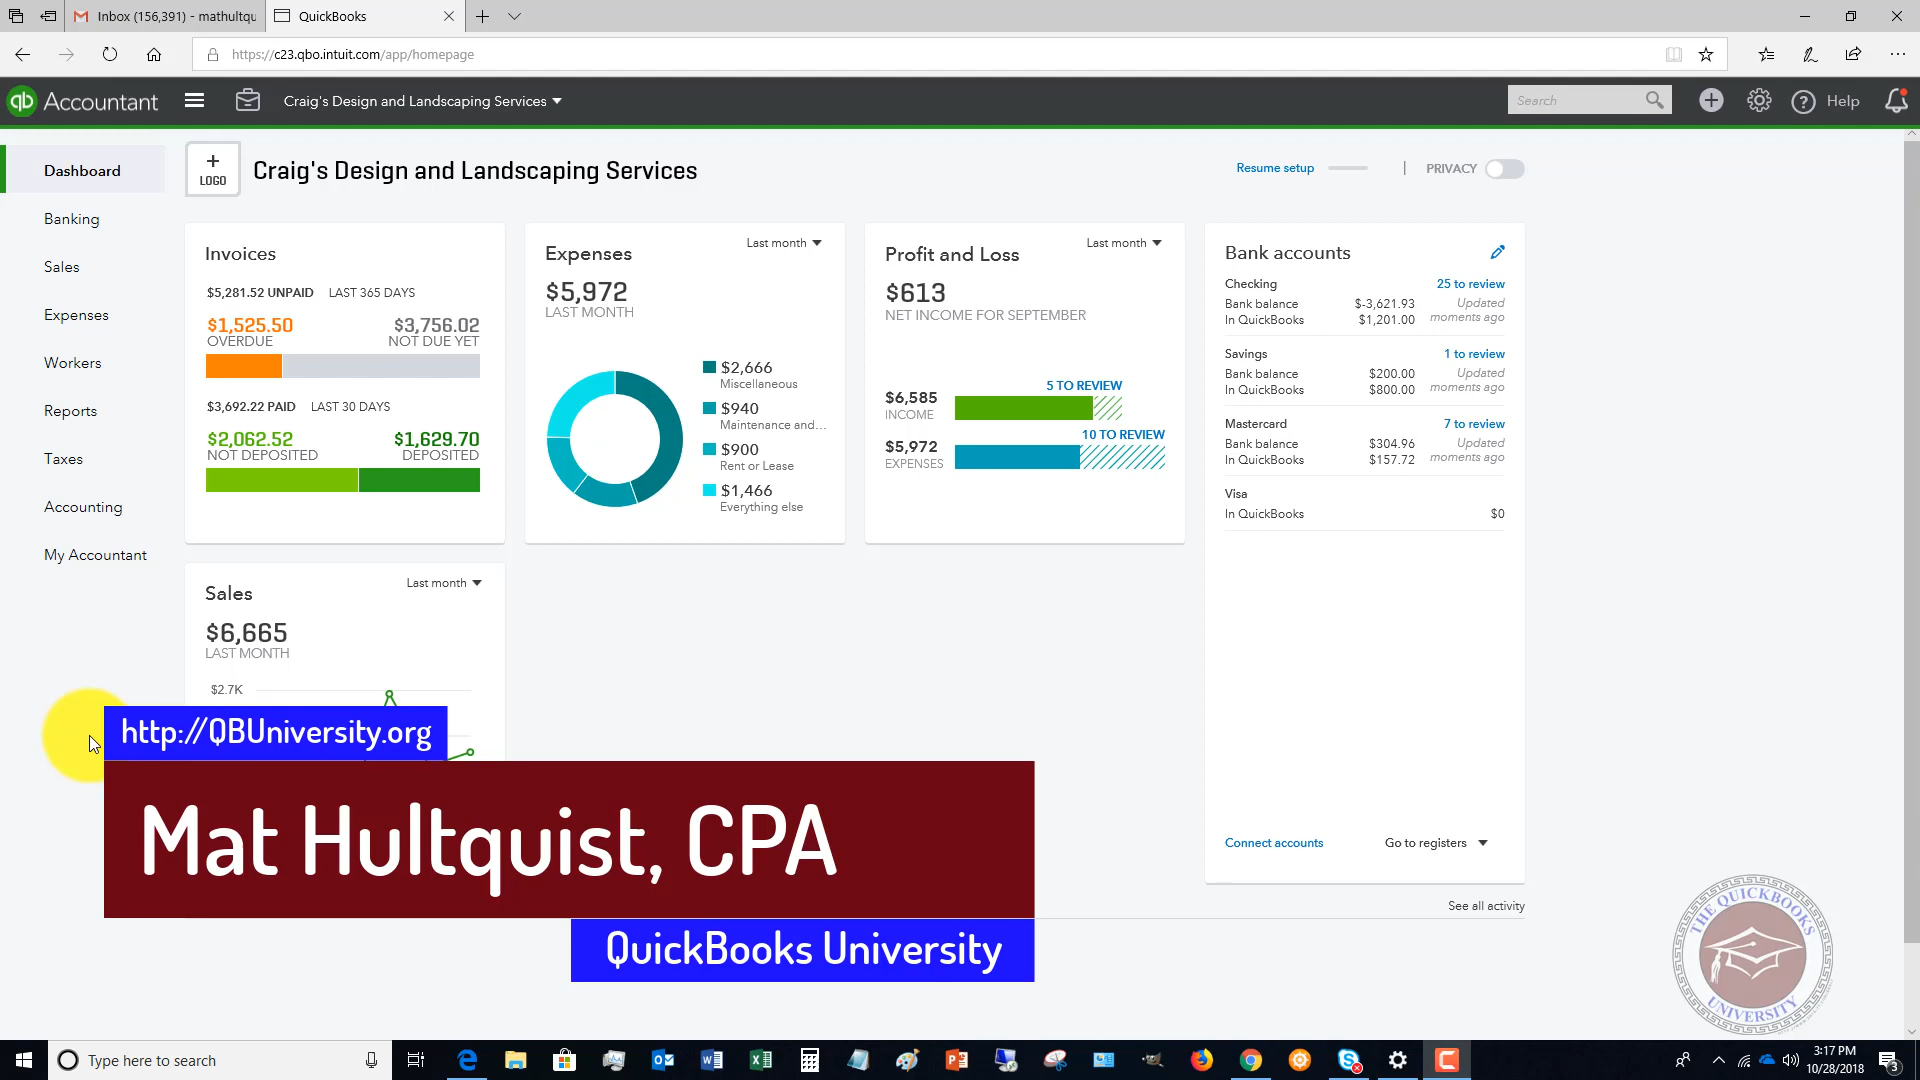 Inbox (156,391) - mathultqu
QuickBooks
https://c23.qbo.intuit.com/app/homepage
qb Accountant
Craig's Design and Landscaping Services
Search
Help
Dashboard
Banking
Sales
Expenses
Workers
Reports
Taxes
Accounting
My Accountant
+ LOGO
Craig's Design and Landscaping Services
Resume setup
PRIVACY
Invoices
$5,281.52 UNPAID LAST 365 DAYS
$1,525.50 $3,756.02
OVERDUE NOT DUE YET
$3,692.22 PAID LAST 30 DAYS
$2,062.52 $1,629.70
NOT DEPOSITED DEPOSITED
Expenses
Last month
$5,972
LAST MONTH
$2,666
Miscellaneous
$940
Maintenance and...
$900
Rent or Lease
$1,466
Everything else
Profit and Loss
Last month
$613
NET INCOME FOR SEPTEMBER
5 TO REVIEW
$6,585
INCOME
10 TO REVIEW
$5,972
EXPENSES
Bank accounts
Checking 25 to review
Bank balance $-3,621.93 Updated
In QuickBooks $1,201.00 moments ago
Savings 1 to review
Bank balance $200.00 Updated
In QuickBooks $800.00 moments ago
Mastercard 7 to review
Bank balance $304.96 Updated
In QuickBooks $157.72 moments ago
Visa
In QuickBooks $0
Connect accounts Go to registers
See all activity
Sales
Last month
$6,665
LAST MONTH
$2.7K
http://QBUniversity.org
Mat Hultquist, CPA
QuickBooks University
THE QUICKBOOKS
UNIVERSITY
Type here to search
3:17 PM
10/28/2018
3